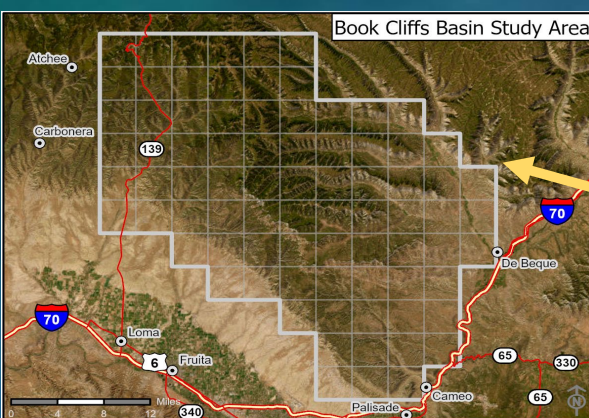 Book Cliffs Basin Study Area
Atchee
Carbonera
139
70
De Beque
70
Loma
6
Fruita
65
330
Cameo
65
Miles
0 4 8 12
340
Palisade
N